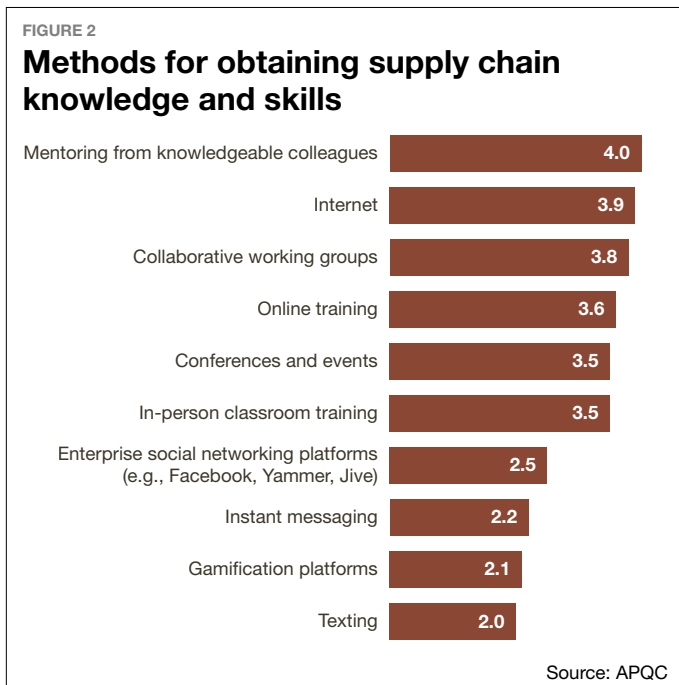 FIGURE 2
Methods for obtaining supply chain
knowledge and skills
Mentoring from knowledgeable colleagues 4.0
Internet 3.9
Collaborative working groups 3.8
Online training 3.6
Conferences and events 3.5
In-person classroom training 3.5
Enterprise social networking platforms
(e.g., Facebook, Yammer, Jive) 2.5
Instant messaging 2.2
Gamification platforms 2.1
Texting 2.0
Source: APQC